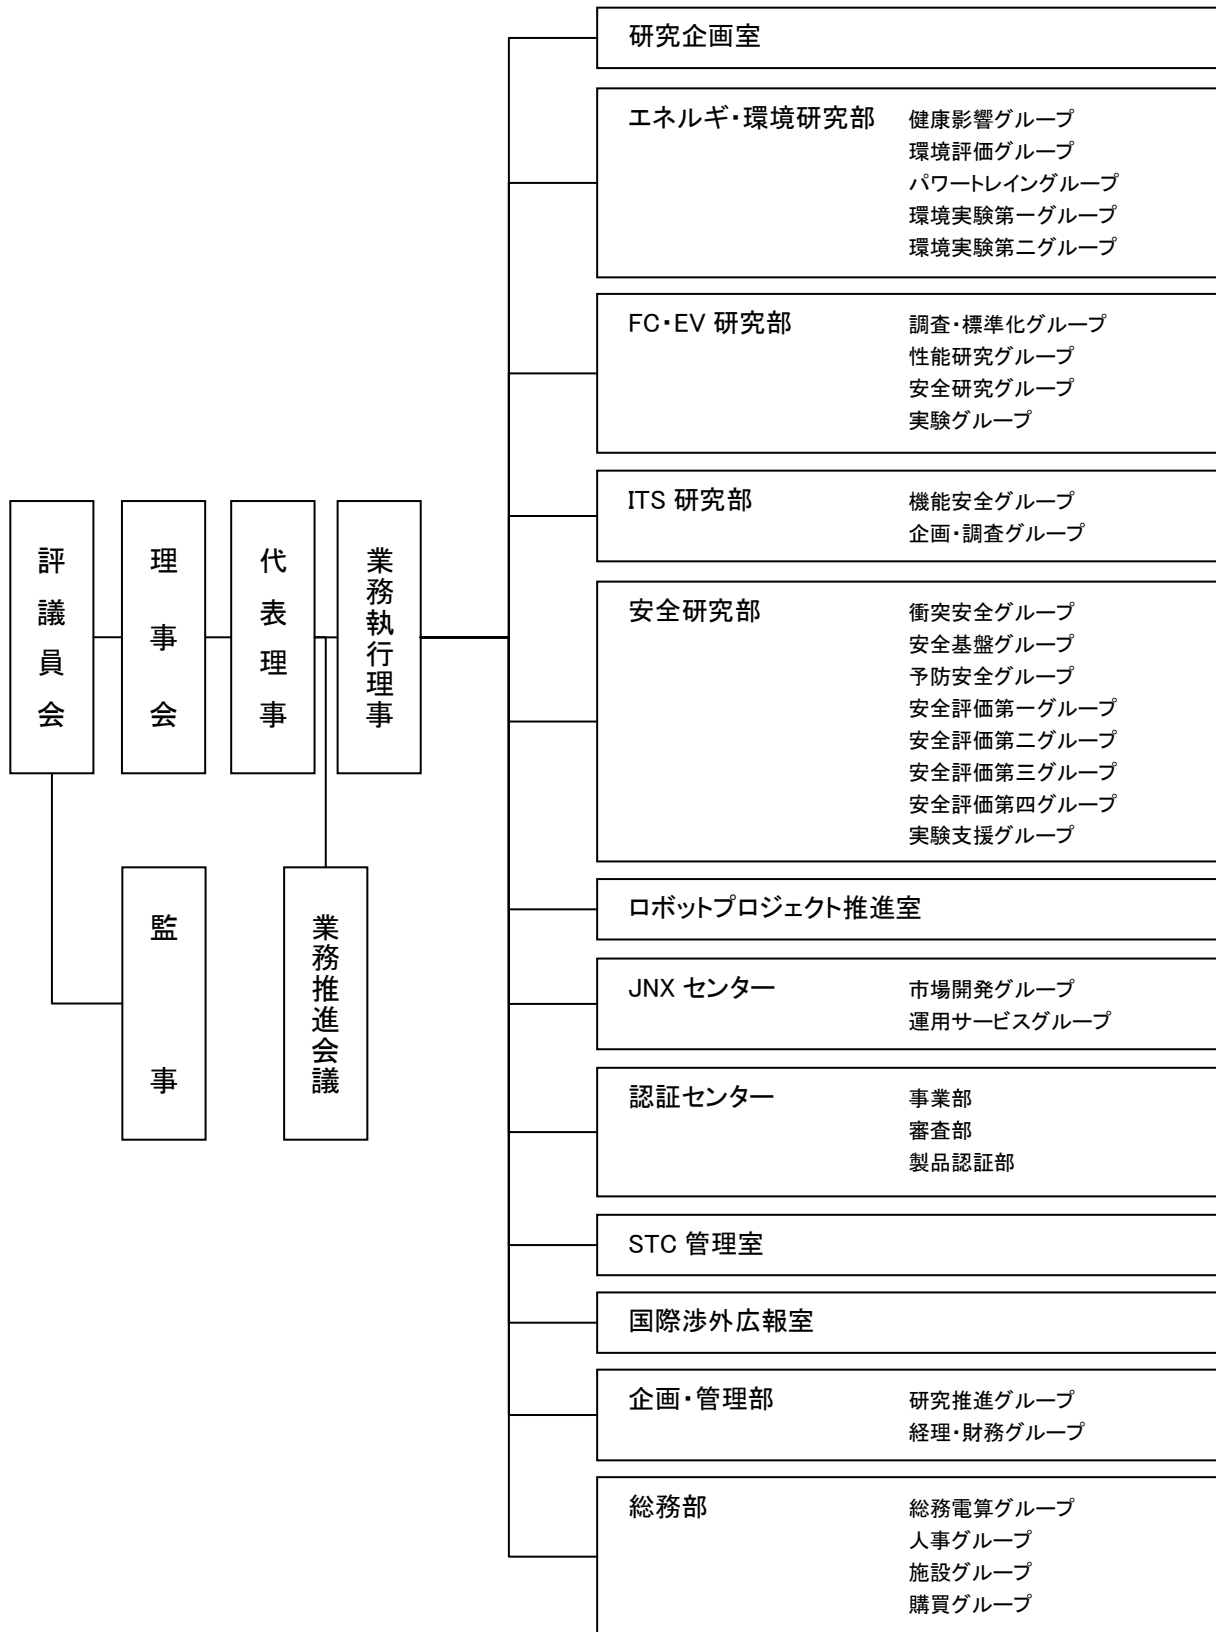 評議員会
理事会
代表理事
業務執行理事
監事
業務推進会議
研究企画室
エネルギ・環境研究部
健康影響グループ
環境評価グループ
パワートレイングループ
環境実験第一グループ
環境実験第二グループ
FC・EV 研究部
調査・標準化グループ
性能研究グループ
安全研究グループ
実験グループ
ITS 研究部
機能安全グループ
企画・調査グループ
安全研究部
衝突安全グループ
安全基盤グループ
予防安全グループ
安全評価第一グループ
安全評価第二グループ
安全評価第三グループ
安全評価第四グループ
実験支援グループ
ロボットプロジェクト推進室
JNX センター
市場開発グループ
運用サービスグループ
認証センター
事業部
審査部
製品認証部
STC 管理室
国際渉外広報室
企画・管理部
研究推進グループ
経理・財務グループ
総務部
総務電算グループ
人事グループ
施設グループ
購買グループ